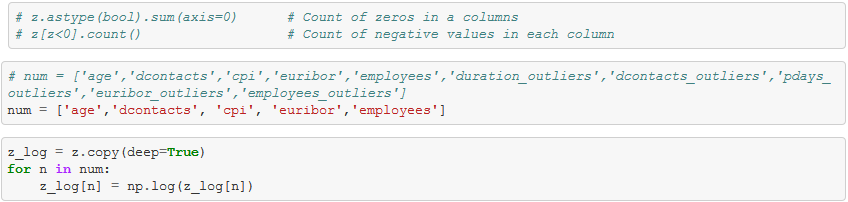 # z.astype(bool).sum(axis=0)      # Count of zeros in a columns
# z[z<0].count()                  # Count of negative values in each column
# num = ['age','dcontacts','cpi','euribor','employees','duration_outliers','dcontacts_outliers','pdays_
outliers','euribor_outliers','employees_outliers']
num = ['age','dcontacts', 'cpi', 'euribor','employees']
z_log = z.copy(deep=True)
for n in num:
    z_log[n] = np.log(z_log[n])